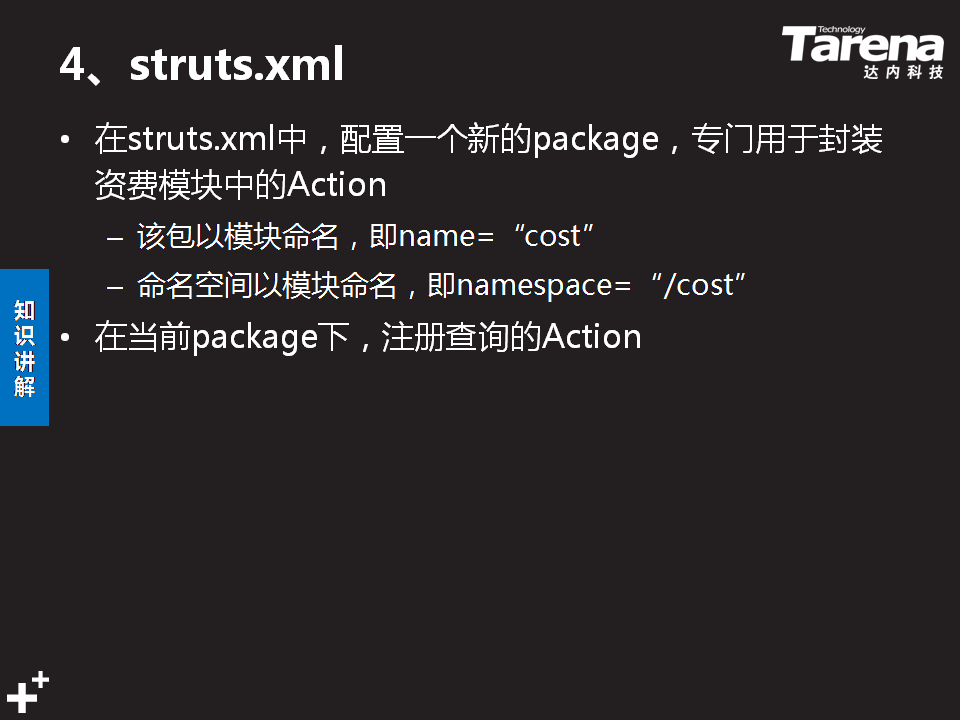 4、struts.xml
Technology
Tarena
达内科技
• 在struts.xml中，配置一个新的package，专门用于封装
资费模块中的Action
– 该包以模块命名，即name=“cost”
– 命名空间以模块命名，即namespace=“/cost”
• 在当前package下，注册查询的Action
知识讲解